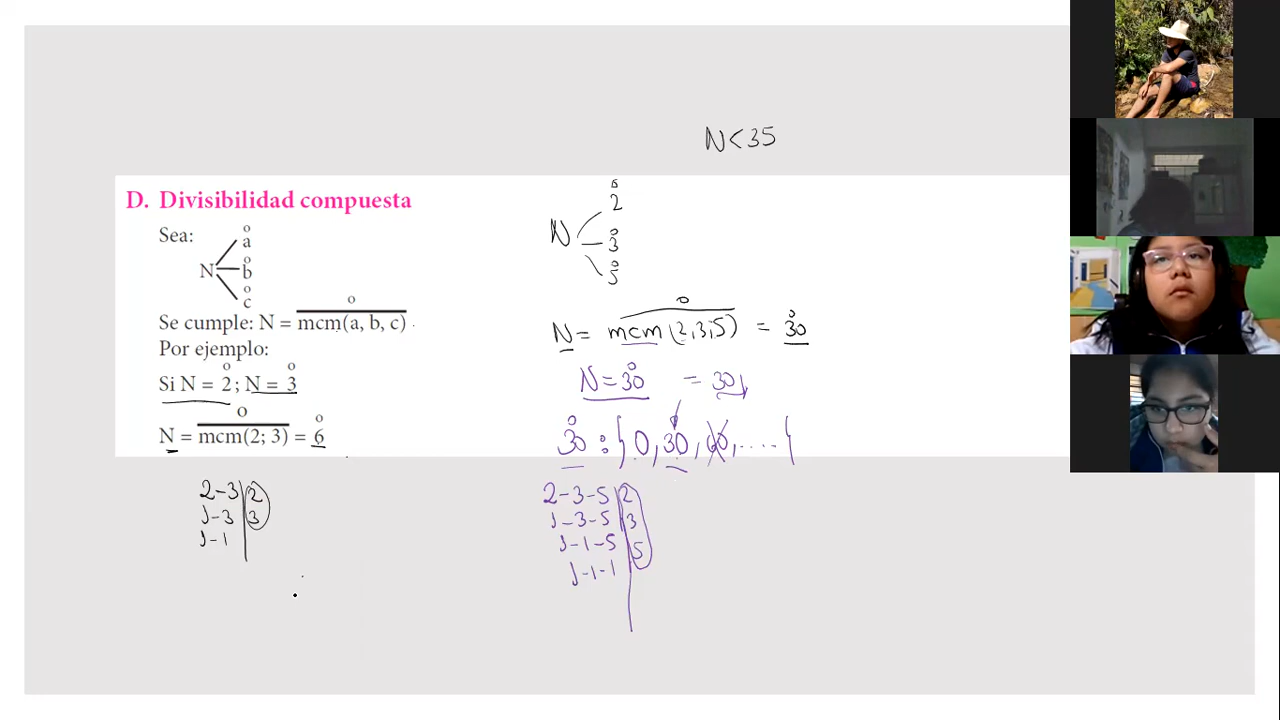 N<35
D. Divisibilidad compuesta
Sea:
o
a
N
o
b
o
c
o
Se cumple: N = mcm(a, b, c)
Por ejemplo:
o o
Si N = 2; N = 3
o o
N = mcm(2; 3) = 6
2-3 2
1-3 3
1-1
o
2
N
o
3
o
5
o o
N = mcm(2,3,5) = 30
o
N=30 = 30k
o
30 : {0, 30, 60, ....}
2-3-5 2
1-3-5 3
1-1-5 5
1-1-1